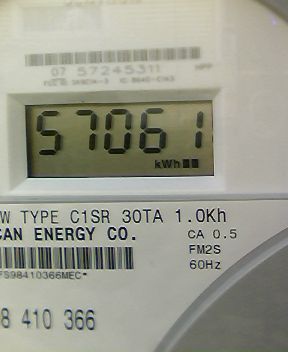 07 57245311
57061
kWh
W TYPE C1SR 30TA 1.0Kh
CAN ENERGY CO. CA 0.5
FM2S
60Hz
FS98410366MEC*
8 410 366